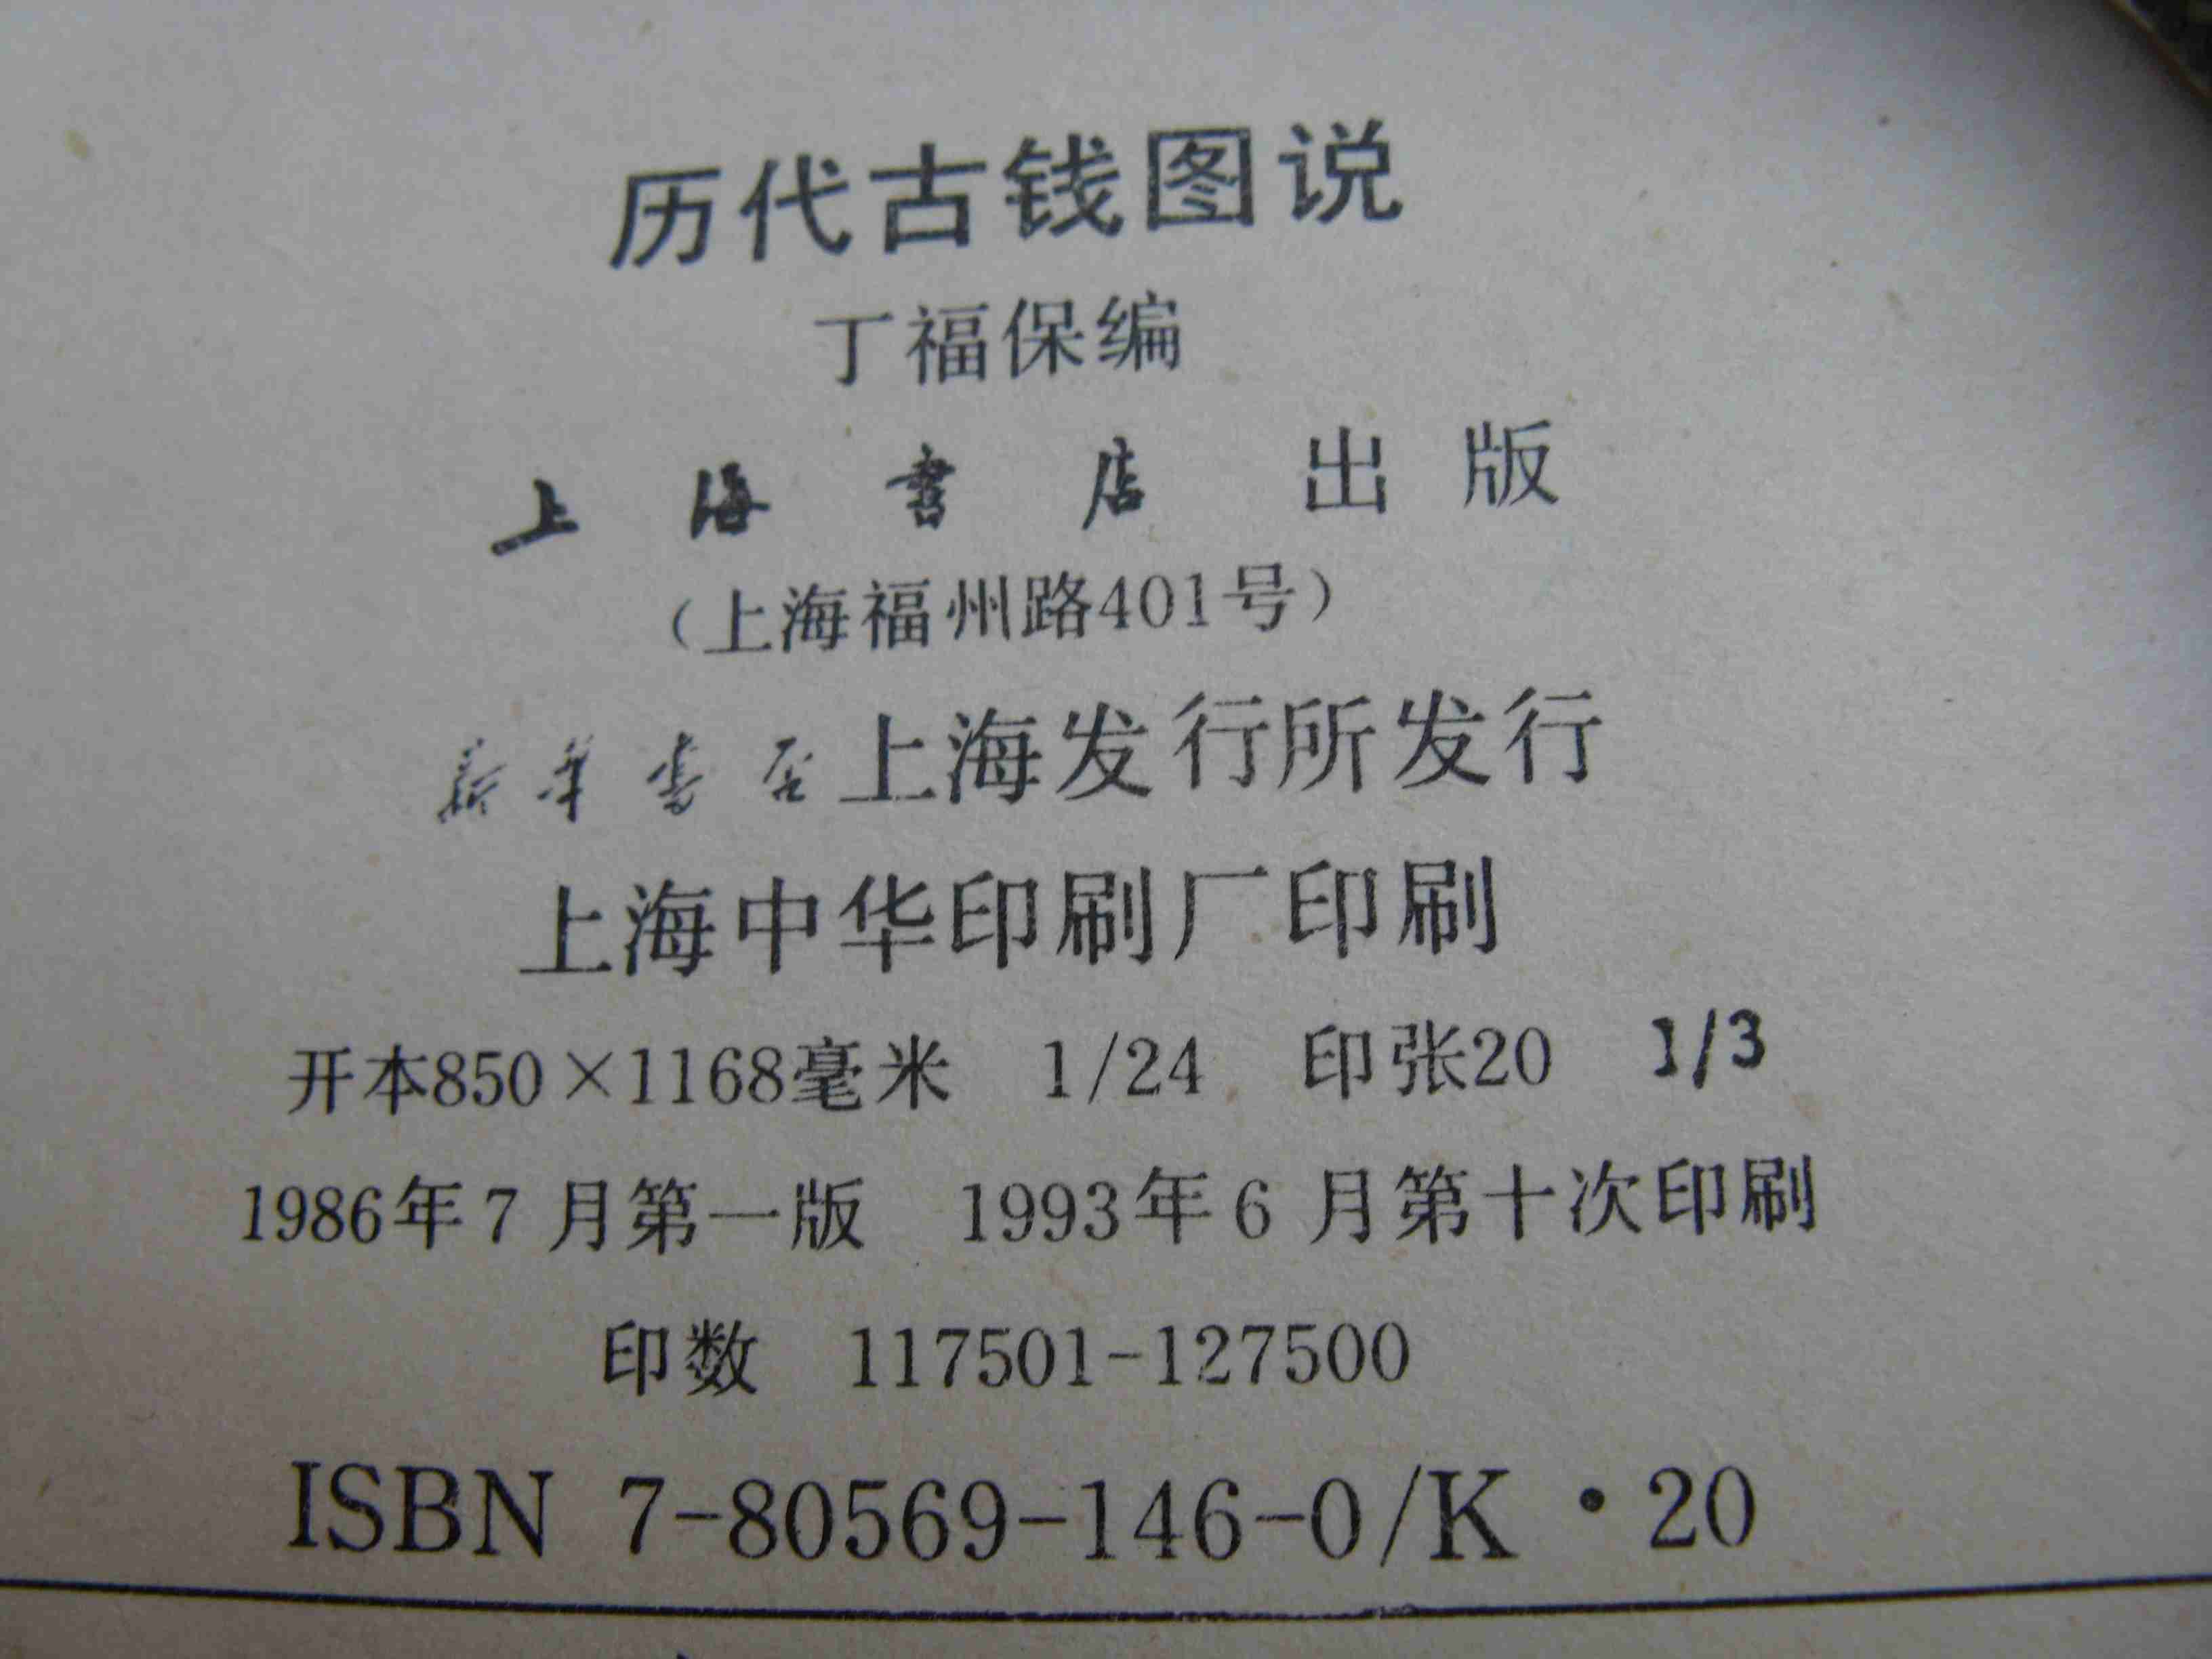 历代古钱图说
丁福保编
上海書店出版
（上海福州路401号）
新华书店上海发行所发行
上海中华印刷厂印刷
开本850×1168毫米 1/24 印张20 1/3
1986年7月第一版 1993年6月第十次印刷
印数 117501-127500
ISBN 7-80569-146-0/K·20